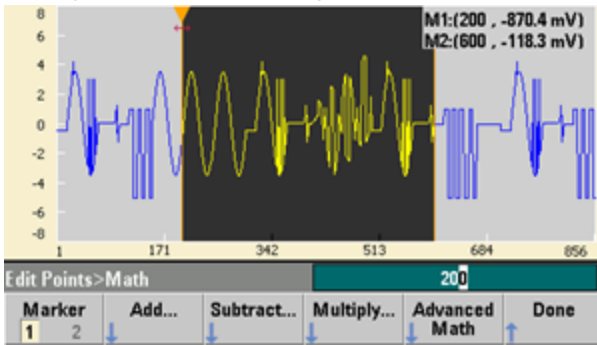 M1:(200 , -870.4 mV)
M2:(600 , -118.3 mV)
8
6
4
2
0
-2
-4
-6
-8
1 171 342 513 684 856
Edit Points>Math 200
Marker Add... Subtract... Multiply... Advanced Math Done
1 2